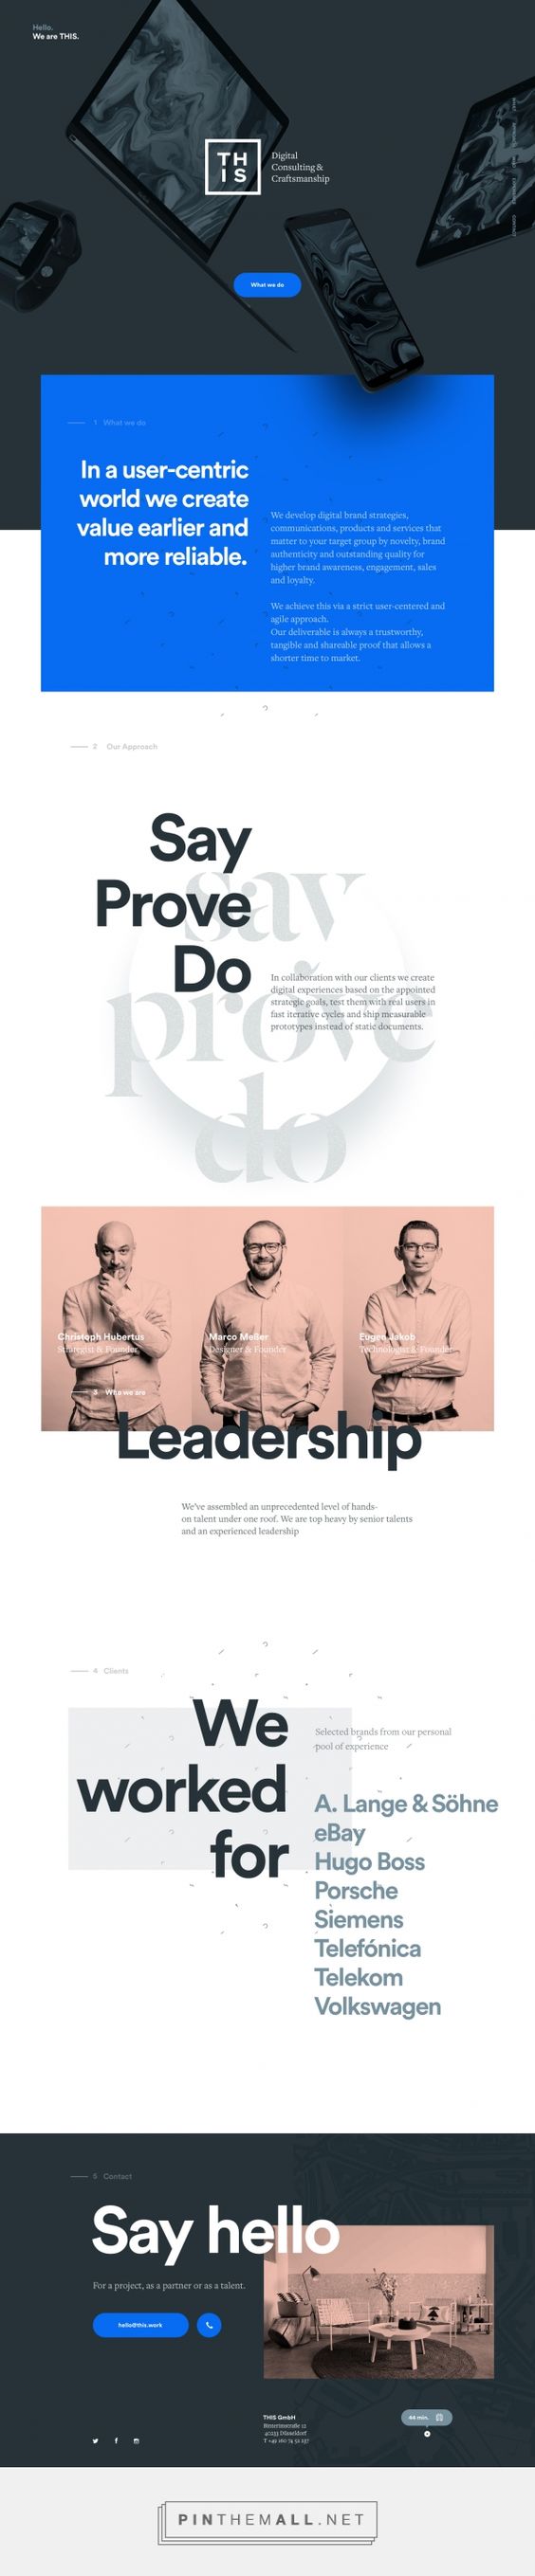 Hello.
We are THIS.
TH
IS
Digital
Consulting &
Craftsmanship
What we do
1 What we do
In a user-centric
world we create
value earlier and
more reliable.
We develop digital brand strategies,
communications, products and services that
matter to your target group by novelty, brand
authenticity and outstanding quality for
higher brand awareness, engagement, sales
and loyalty.
We achieve this via a strict user-centered and
agile approach.
Our deliverable is always a trustworthy,
tangible and shareable proof that allows a
shorter time to market.
2 Our Approach
Say
Prove
Do
say
prove
do
In collaboration with our clients we create
digital experiences based on the appointed
strategic goals, test them with real users in
fast iterative cycles and ship measurable
prototypes instead of static documents.
Christoph Hubertus
Strategist & Founder
Marco Meßer
Designer & Founder
Eugen Jakob
Technologist & Founder
3 Who we are
Leadership
We've assembled an unprecedented level of hands-
on talent under one roof. We are top heavy by senior talents
and an experienced leadership
4 Clients
We
worked
for
Selected brands from our personal
pool of experience
A. Lange & Söhne
eBay
Hugo Boss
Porsche
Siemens
Telefónica
Telekom
Volkswagen
5 Contact
Say hello
For a project, as a partner or as a talent.
hello@this.work
THIS GmbH
Düsseldorf
44 min.
PINTHEMALL.NET